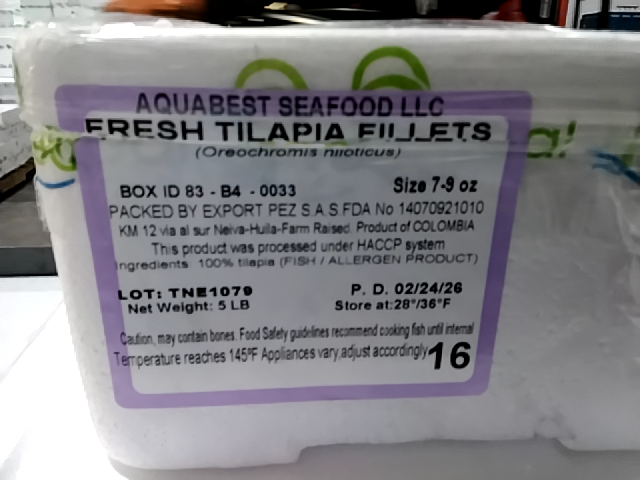 AQUABEST SEAFOOD LLC
FRESH TILAPIA FILLETS
(Oreochromis niloticus)
BOX ID 83 - B4 - 0033 Size 7-9 oz
PACKED BY EXPORT PEZ S.A.S FDA No 14070921010
KM 12 via al sur Neiva-Huila-Farm Raised. Product of COLOMBIA
This product was processed under HACCP system
Ingredients: 100% tilapia (FISH / ALLERGEN PRODUCT)
LOT: TNE1079 P. D. 02/24/26
Net Weight: 5 LB Store at:28°/36°F
Caution, may contain bones. Food Safety guidelines recommend cooking fish until internal
Temperature reaches 145ºF Appliances vary,adjust accordingly 16